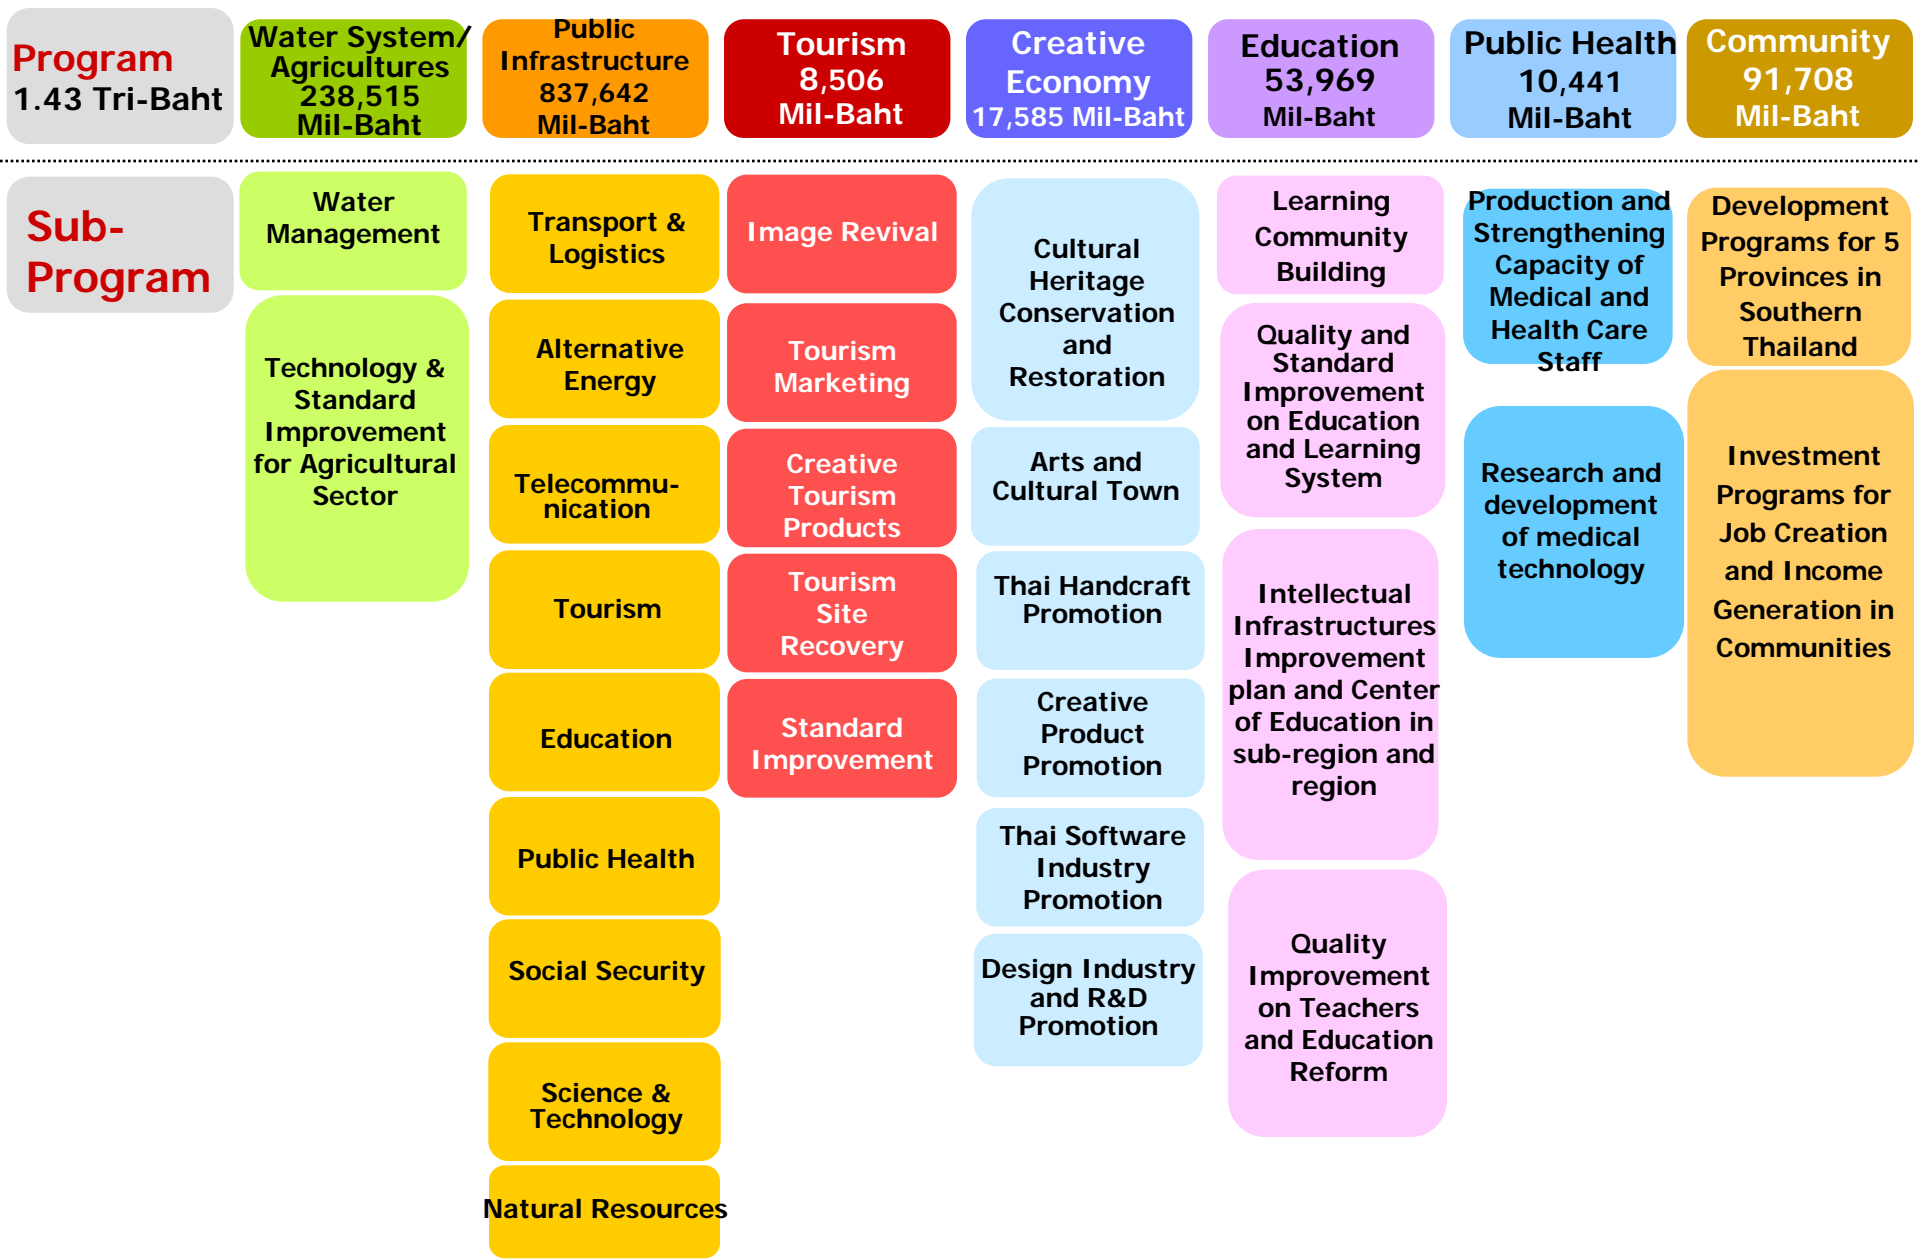 Program
1.43 Tri-Baht
Water System/
Agricultures
238,515
Mil-Baht
Public
Infrastructure
837,642
Mil-Baht
Tourism
8,506
Mil-Baht
Creative
Economy
17,585 Mil-Baht
Education
53,969
Mil-Baht
Public Health
10,441
Mil-Baht
Community
91,708
Mil-Baht
Sub-
Program
Water
Management
Technology &
Standard
Improvement
for Agricultural
Sector
Transport &
Logistics
Alternative
Energy
Telecommu-
nication
Tourism
Education
Public Health
Social Security
Science &
Technology
Natural Resources
Image Revival
Tourism
Marketing
Creative
Tourism
Products
Tourism
Site
Recovery
Standard
Improvement
Cultural
Heritage
Conservation
and
Restoration
Arts and
Cultural Town
Thai Handcraft
Promotion
Creative
Product
Promotion
Thai Software
Industry
Promotion
Design Industry
and R&D
Promotion
Learning
Community
Building
Quality and
Standard
Improvement
on Education
and Learning
System
Intellectual
Infrastructures
Improvement
plan and Center
of Education in
sub-region and
region
Quality
Improvement
on Teachers
and Education
Reform
Production and
Strengthening
Capacity of
Medical and
Health Care
Staff
Research and
development
of medical
technology
Development
Programs for 5
Provinces in
Southern
Thailand
Investment
Programs for
Job Creation
and Income
Generation in
Communities